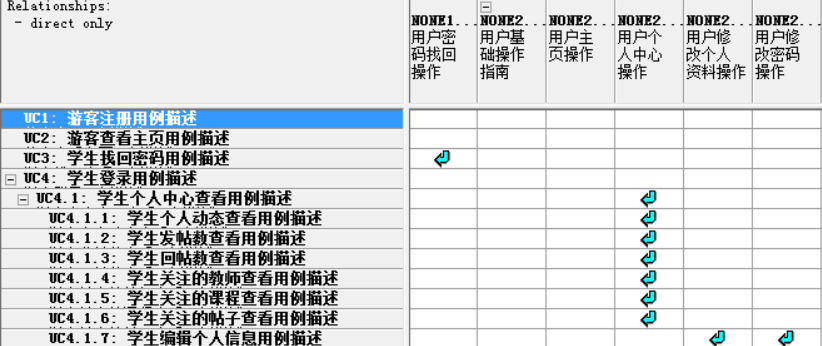 Relationships:
- direct only
NONE1...
用户密
码找回
操作
NONE2...
用户基
础操作
指南
NONE2...
用户主
页操作
NONE2...
用户个
人中心
操作
NONE2...
用户修
改个人
资料操作
NONE2...
用户修
改密码
操作
UC1: 游客注册用例描述
UC2: 游客查看主页用例描述
UC3: 学生找回密码用例描述
UC4: 学生登录用例描述
UC4.1: 学生个人中心查看用例描述
UC4.1.1: 学生个人动态查看用例描述
UC4.1.2: 学生发帖数查看用例描述
UC4.1.3: 学生回帖数查看用例描述
UC4.1.4: 学生关注的教师查看用例描述
UC4.1.5: 学生关注的课程查看用例描述
UC4.1.6: 学生关注的帖子查看用例描述
UC4.1.7: 学生编辑个人信息用例描述